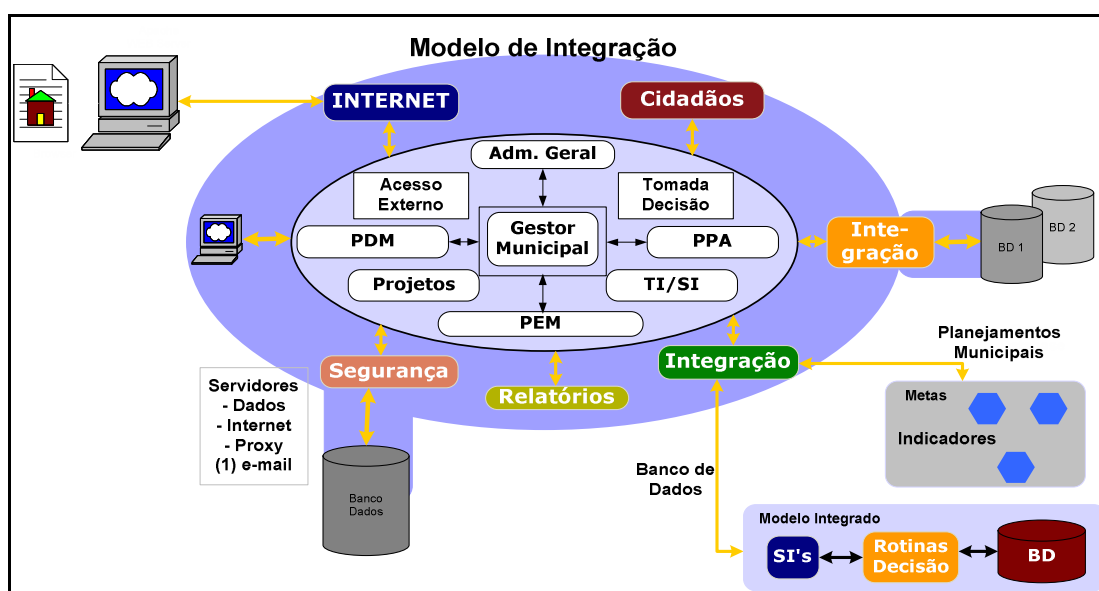 Modelo de Integração
INTERNET
Cidadãos
Adm. Geral
Acesso
Externo
Tomada
Decisão
Gestor
Municipal
PDM
PPA
Inte-
gração
BD 1
BD 2
Projetos
TI/SI
PEM
Segurança
Integração
Relatórios
Planejamentos
Municipais
Servidores
- Dados
- Internet
- Proxy
(1) e-mail
Metas
Indicadores
Banco
Dados
Banco de
Dados
Modelo Integrado
SI's
Rotinas
Decisão
BD